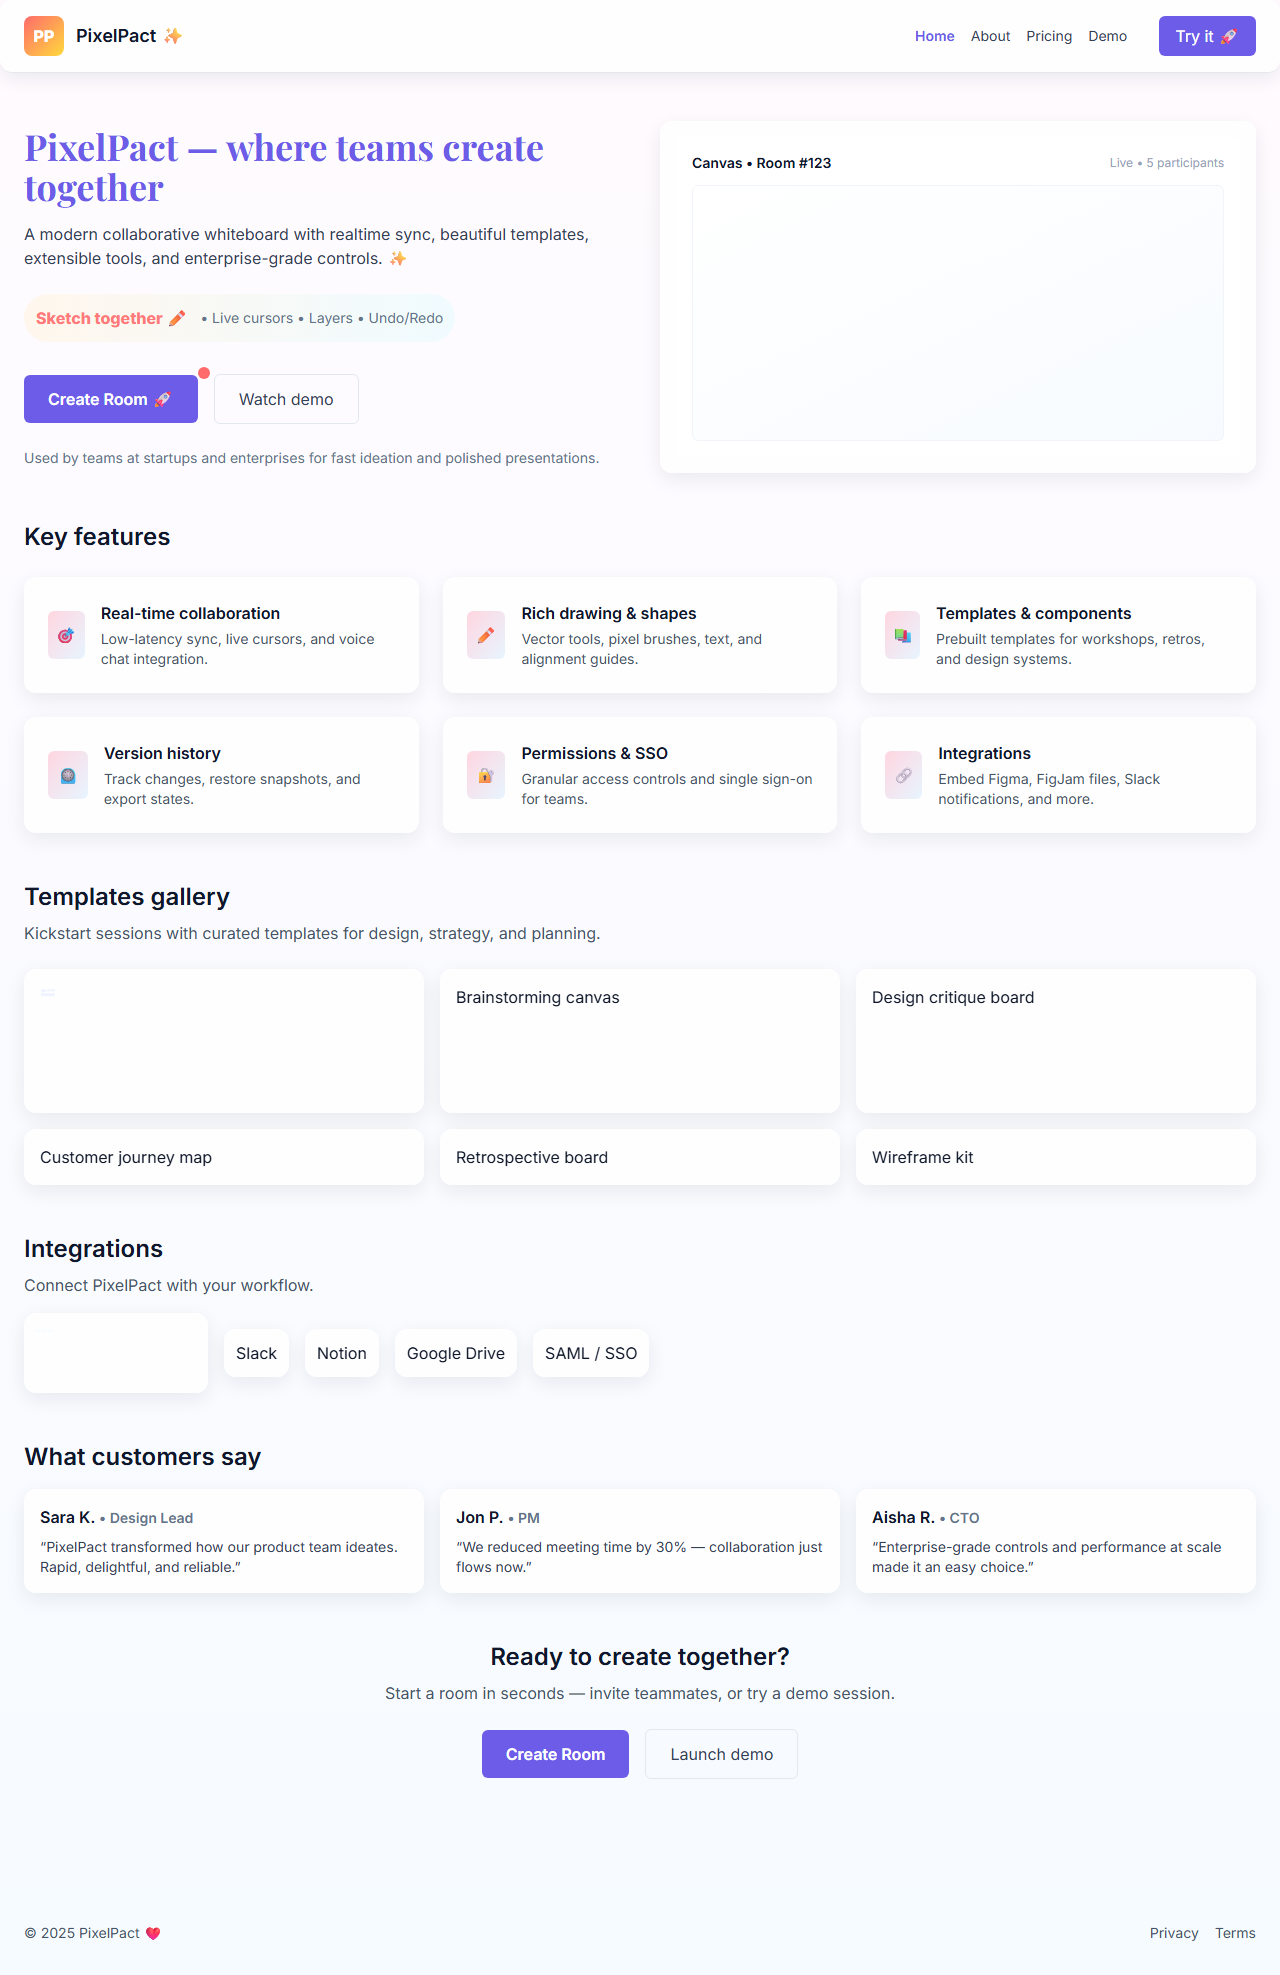 PP
PixelPact ✨
Home
About
Pricing
Demo
Try it 🚀
PixelPact — where teams create
together
A modern collaborative whiteboard with realtime sync, beautiful templates,
extensible tools, and enterprise-grade controls. ✨
Sketch together ✏️ • Live cursors • Layers • Undo/Redo
Create Room 🚀
Watch demo
Used by teams at startups and enterprises for fast ideation and polished presentations.
Canvas • Room #123
Live • 5 participants
Key features
Real-time collaboration
Low-latency sync, live cursors, and voice
chat integration.
Rich drawing & shapes
Vector tools, pixel brushes, text, and
alignment guides.
Templates & components
Prebuilt templates for workshops, retros,
and design systems.
Version history
Track changes, restore snapshots, and
export states.
Permissions & SSO
Granular access controls and single sign-on
for teams.
Integrations
Embed Figma, FigJam files, Slack
notifications, and more.
Templates gallery
Kickstart sessions with curated templates for design, strategy, and planning.
Brainstorming canvas
Design critique board
Customer journey map
Retrospective board
Wireframe kit
Integrations
Connect PixelPact with your workflow.
Slack
Notion
Google Drive
SAML / SSO
What customers say
Sara K. • Design Lead
“PixelPact transformed how our product team ideates.
Rapid, delightful, and reliable.”
Jon P. • PM
“We reduced meeting time by 30% — collaboration just
flows now.”
Aisha R. • CTO
“Enterprise-grade controls and performance at scale
made it an easy choice.”
Ready to create together?
Start a room in seconds — invite teammates, or try a demo session.
Create Room
Launch demo
© 2025 PixelPact ❤️
Privacy
Terms